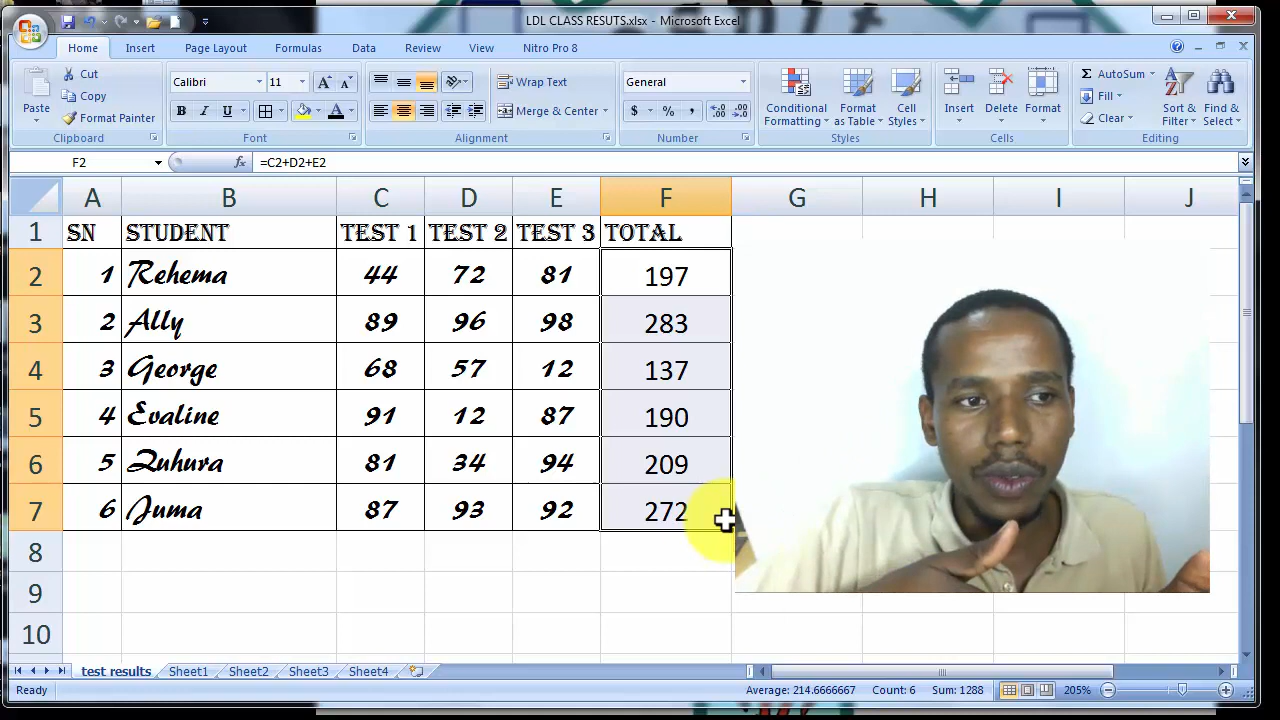 LDL CLASS RESUTS.xlsx - Microsoft Excel
Home Insert Page Layout Formulas Data Review View Nitro Pro 8
Cut
Copy
Format Painter
Paste
Clipboard
Calibri 11
B I U
Font
Wrap Text
Merge & Center
Alignment
General
$ % ,
Number
Conditional Formatting
Format as Table
Cell Styles
Styles
Insert Delete Format
Cells
Σ AutoSum
Fill
Clear
Sort & Filter
Find & Select
Editing
F2 fx =C2+D2+E2
A B C D E F G H I J
1 SN STUDENT TEST 1 TEST 2 TEST 3 TOTAL
2 1 Rehema 44 72 81 197
3 2 Ally 89 96 98 283
4 3 George 68 57 12 137
5 4 Evaline 91 12 87 190
6 5 Zuhura 81 34 94 209
7 6 Juma 87 93 92 272
8
9
10
test results Sheet1 Sheet2 Sheet3 Sheet4
Ready Average: 214.6666667 Count: 6 Sum: 1288 205%